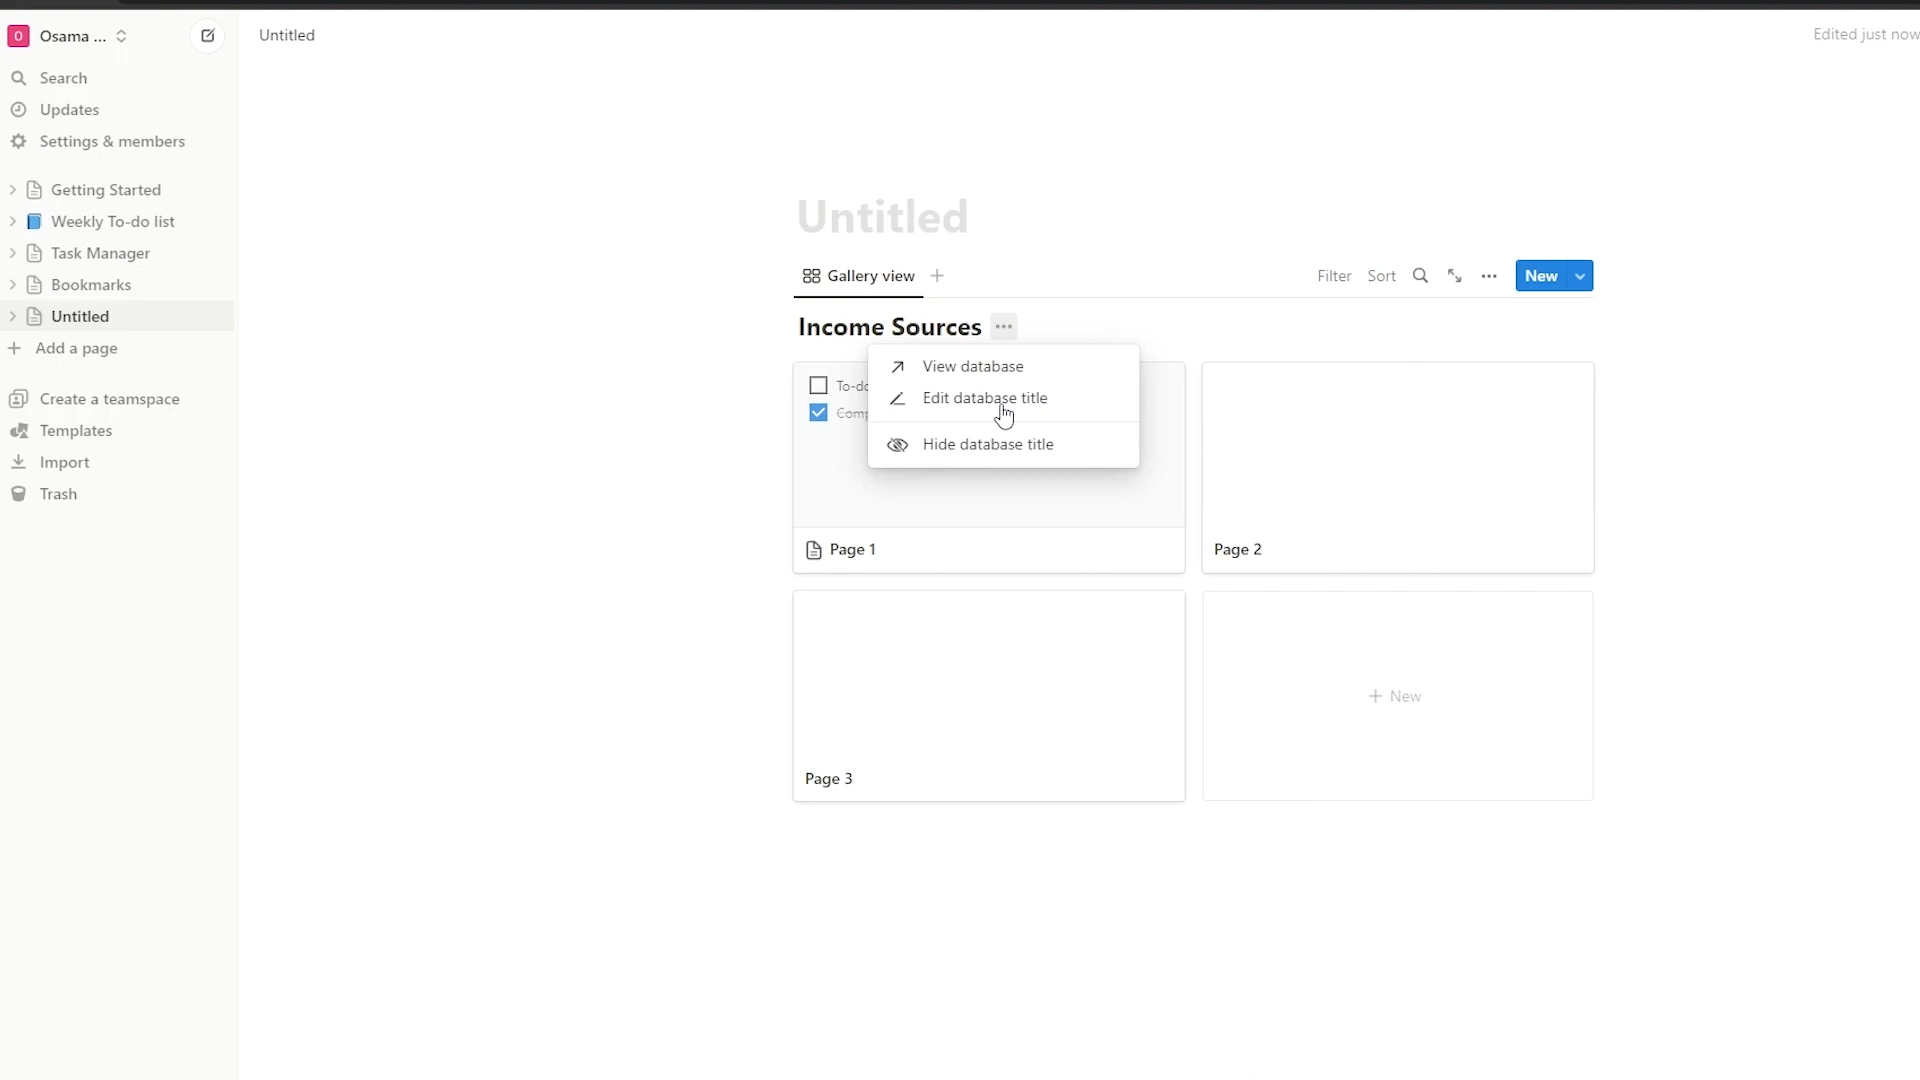 O Osama ...
Untitled
Edited just now
Search
Updates
Settings & members
Getting Started
Weekly To-do list
Task Manager
Bookmarks
Untitled
Add a page
Create a teamspace
Templates
Import
Trash
Untitled
Gallery view
Filter Sort New
Income Sources
View database
Edit database title
Hide database title
Page 1
Page 2
Page 3
New